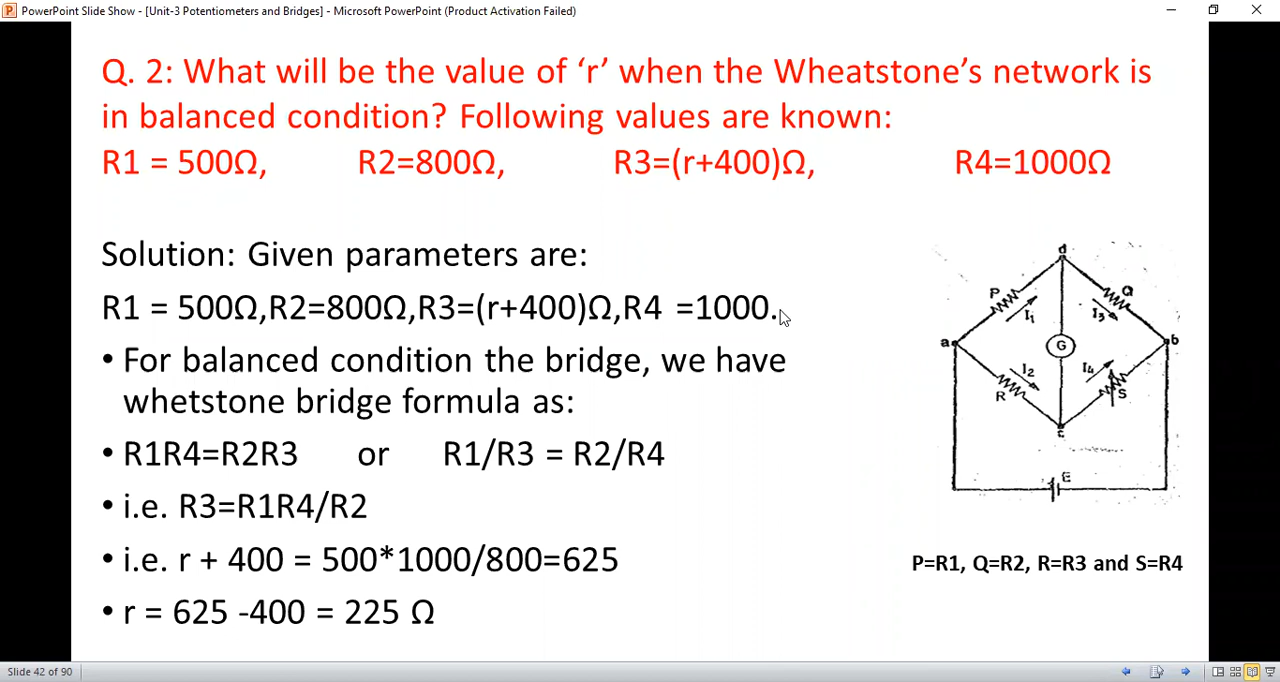 PowerPoint Slide Show - [Unit-3 Potentiometers and Bridges] - Microsoft PowerPoint (Product Activation Failed)
Q. 2: What will be the value of ‘r’ when the Wheatstone’s network is
in balanced condition? Following values are known:
R1 = 500Ω, R2=800Ω, R3=(r+400)Ω, R4=1000Ω
Solution: Given parameters are:
R1 = 500Ω,R2=800Ω,R3=(r+400)Ω,R4 =1000.
• For balanced condition the bridge, we have
whetstone bridge formula as:
• R1R4=R2R3 or R1/R3 = R2/R4
• i.e. R3=R1R4/R2
• i.e. r + 400 = 500*1000/800=625
• r = 625 -400 = 225 Ω
d
P
Q
I1
I3
a
G
b
I2
I4
R
S
c
E
P=R1, Q=R2, R=R3 and S=R4
Slide 42 of 90